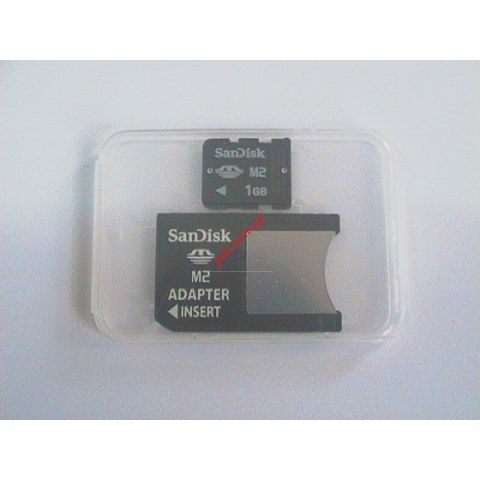 SanDisk
M2
1GB
SanDisk
M2
ADAPTER
INSERT